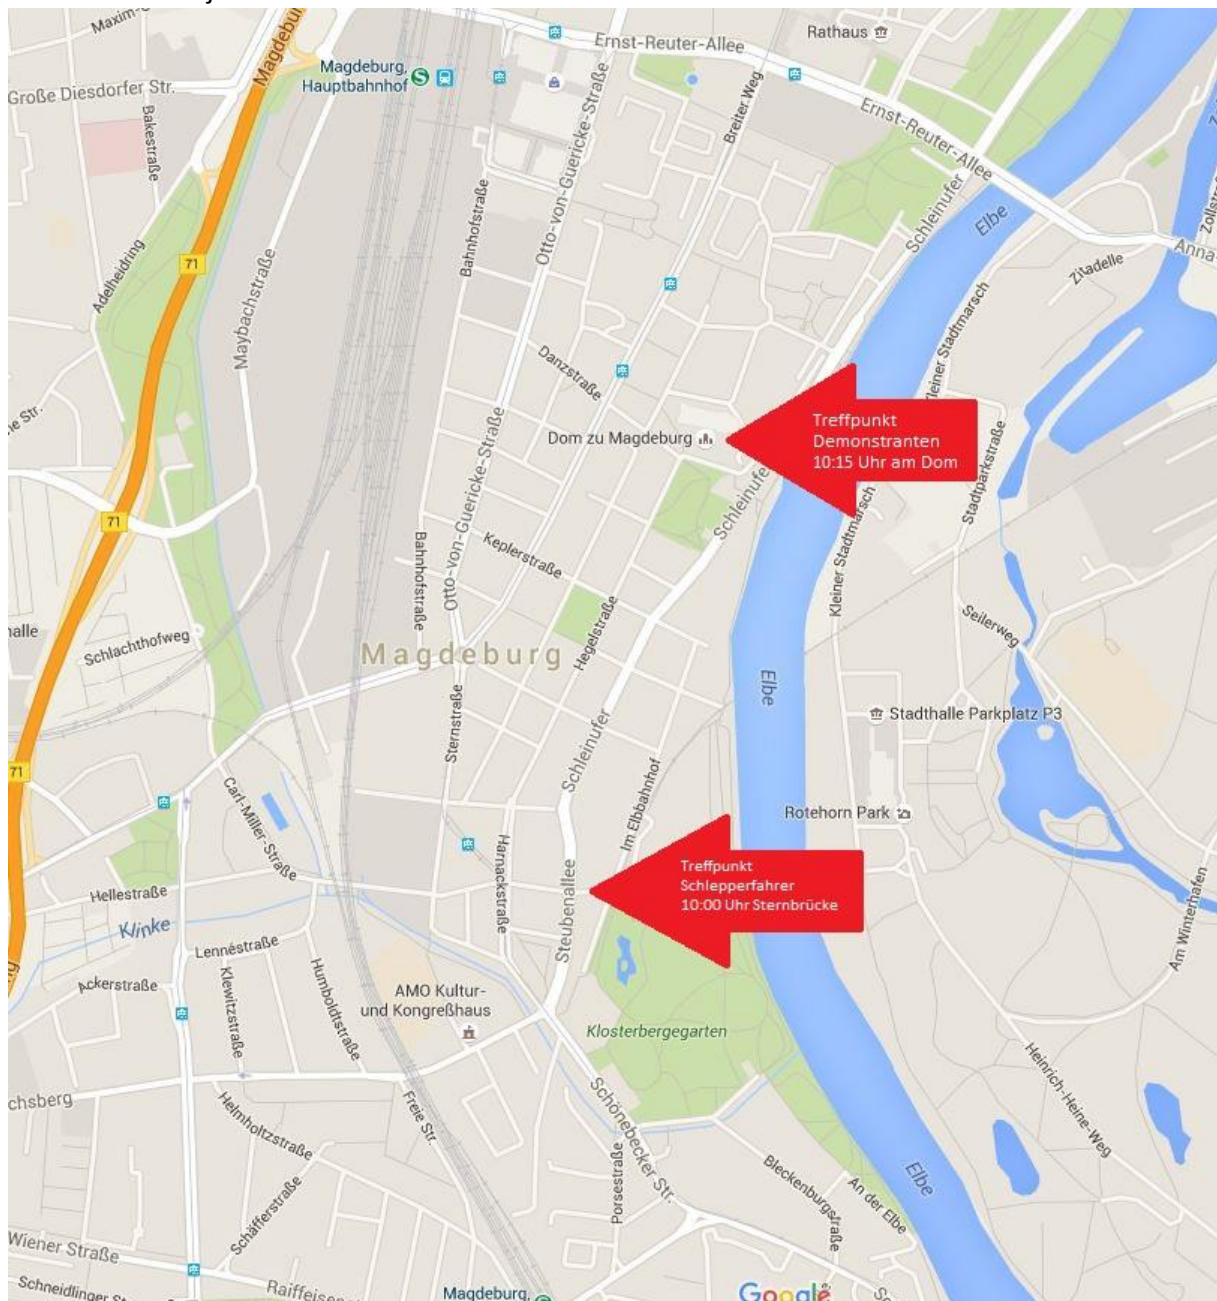 Maxim-
Magdebur
Ernst-Reuter-Allee
Rathaus
Magdeburg,
Hauptbahnhof
Große Diesdorfer Str.
Bakestraße
Otto-von-Guericke-Straße
Breiter Weg
Ernst-Reuter-Allee
Schleinufer
Elbe
Zollstra
Anna-
Zitadelle
Bahnhofstraße
71
Adelheidring
Maybachstraße
Kleiner Stadtmarsch
Danzstraße
Dom zu Magdeburg
Treffpunkt
Demonstranten
10:15 Uhr am Dom
Stadtparkstraße
he Str.
Otto-von-Guericke-Straße
Schleinufer
71
Bahnhofstraße
Keplerstraße
Kleiner Stadtmarsch
Seilerweg
halle
Schlachthofweg
Magdeburg
Hegelstraße
Elbe
Stadthalle Parkplatz P3
Sternstraße
Schleinufer
71
Carl-Miller-Straße
Im Elbbahnhof
Rotehorn Park
Harnackstraße
Treffpunkt
Schlepperfahrer
10:00 Uhr Sternbrücke
Hellestraße
Steubenallee
Klinke
Lennéstraße
Am Winterhafen
Ackerstraße
Klewitzstraße
Humboldtstraße
AMO Kultur-
und Kongreßhaus
Klosterbergegarten
Heinrich-Heine-Weg
chsberg
Helmholtzstraße
Freie Str.
Schönebecker Str.
Schäfferstraße
Porsestraße
Bleckenburgstraße
An der Elbe
Elbe
Wiener Straße
Raiffeisen
Schneidlinger St
Magdeburg,
Google